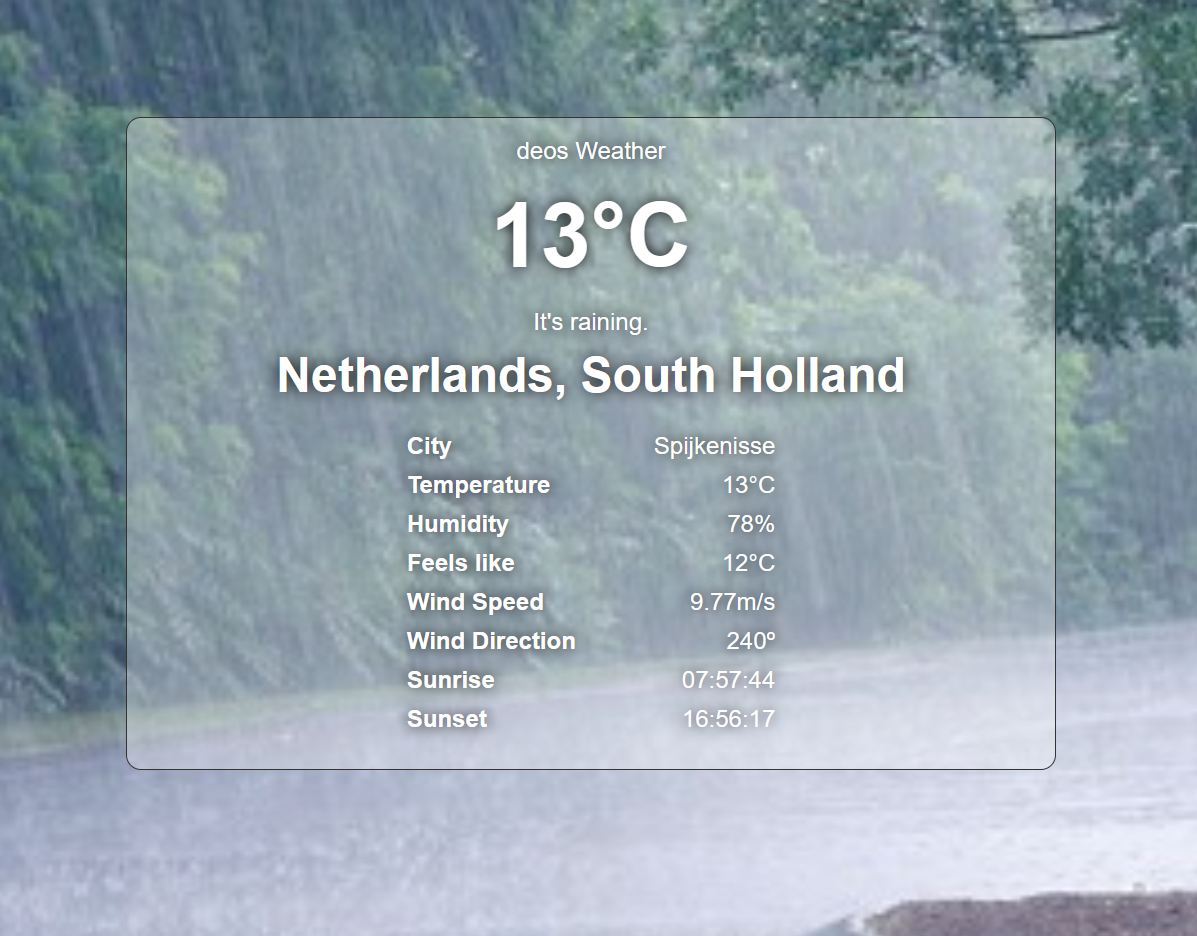 deos Weather
13°C
It's raining.
Netherlands, South Holland
City Spijkenisse
Temperature 13°C
Humidity 78%
Feels like 12°C
Wind Speed 9.77m/s
Wind Direction 240º
Sunrise 07:57:44
Sunset 16:56:17